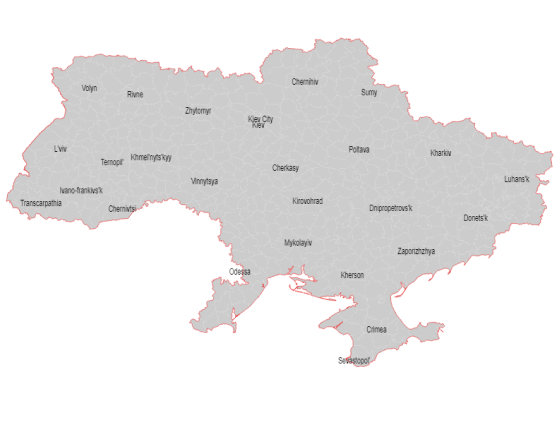 Chernihiv
Volyn
Rivne
Sumy
Zhytomyr
Kiev City
Kiev
L'viv
Ternopil'
Khmel'nyts'kyy
Poltava
Kharkiv
Cherkasy
Vinnytsya
Luhans'k
Ivano-frankivs'k
Transcarpathia
Chernivtsi
Kirovohrad
Dnipropetrovs'k
Donets'k
Mykolayiv
Zaporizhzhya
Odessa
Kherson
Crimea
Sevastopol'